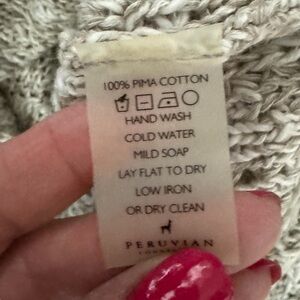 100% PIMA COTTON
HAND WASH
COLD WATER
MILD SOAP
LAY FLAT TO DRY
LOW IRON
OR DRY CLEAN
PERUVIAN